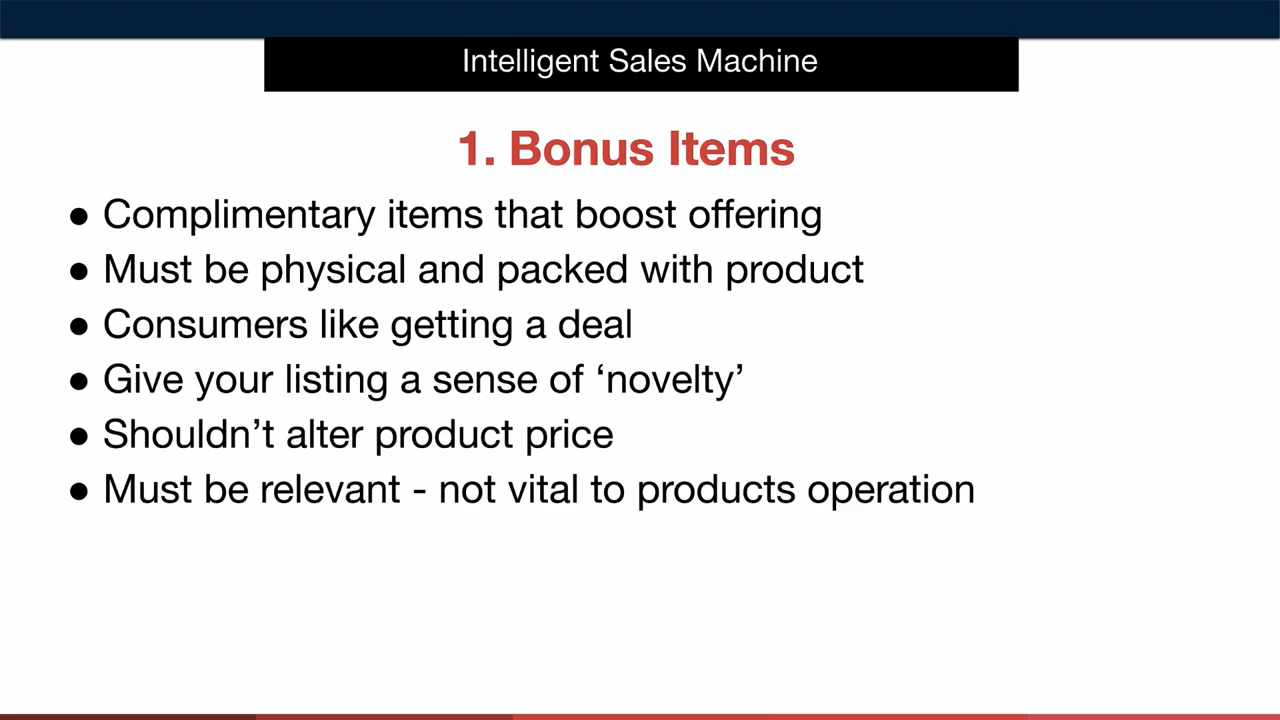 Intelligent Sales Machine
1. Bonus Items
● Complimentary items that boost offering
● Must be physical and packed with product
● Consumers like getting a deal
● Give your listing a sense of ‘novelty’
● Shouldn’t alter product price
● Must be relevant - not vital to products operation